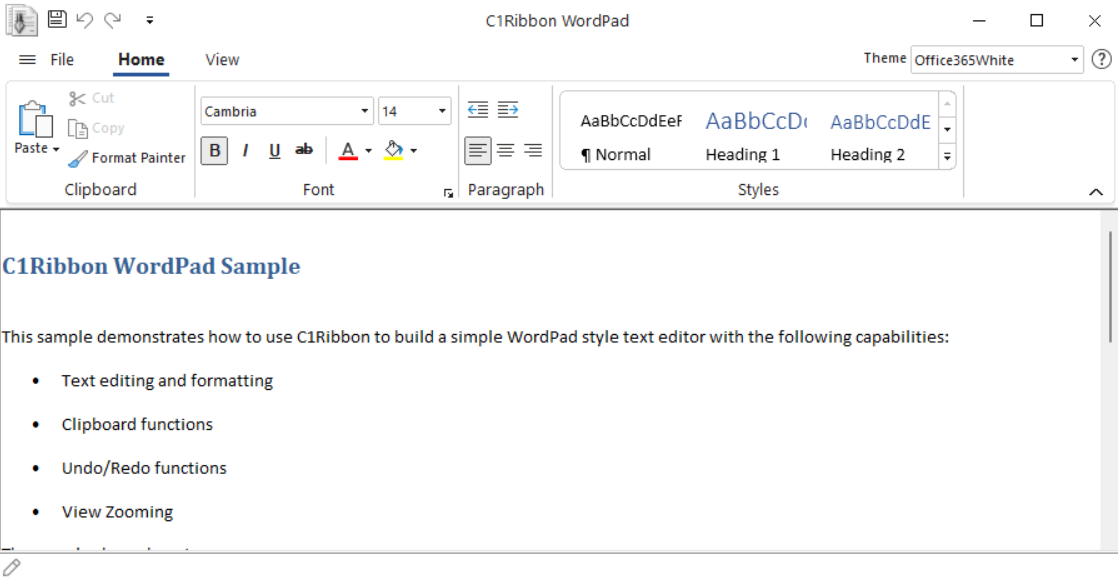 C1Ribbon WordPad
File Home View Theme Office365White
Cut
Copy
Paste
Format Painter
Clipboard
Cambria 14
B I U ab A
Font
Paragraph
AaBbCcDdEeF AaBbCcD AaBbCcDdE
¶ Normal Heading 1 Heading 2
Styles
C1Ribbon WordPad Sample
This sample demonstrates how to use C1Ribbon to build a simple WordPad style text editor with the following capabilities:
• Text editing and formatting
• Clipboard functions
• Undo/Redo functions
• View Zooming